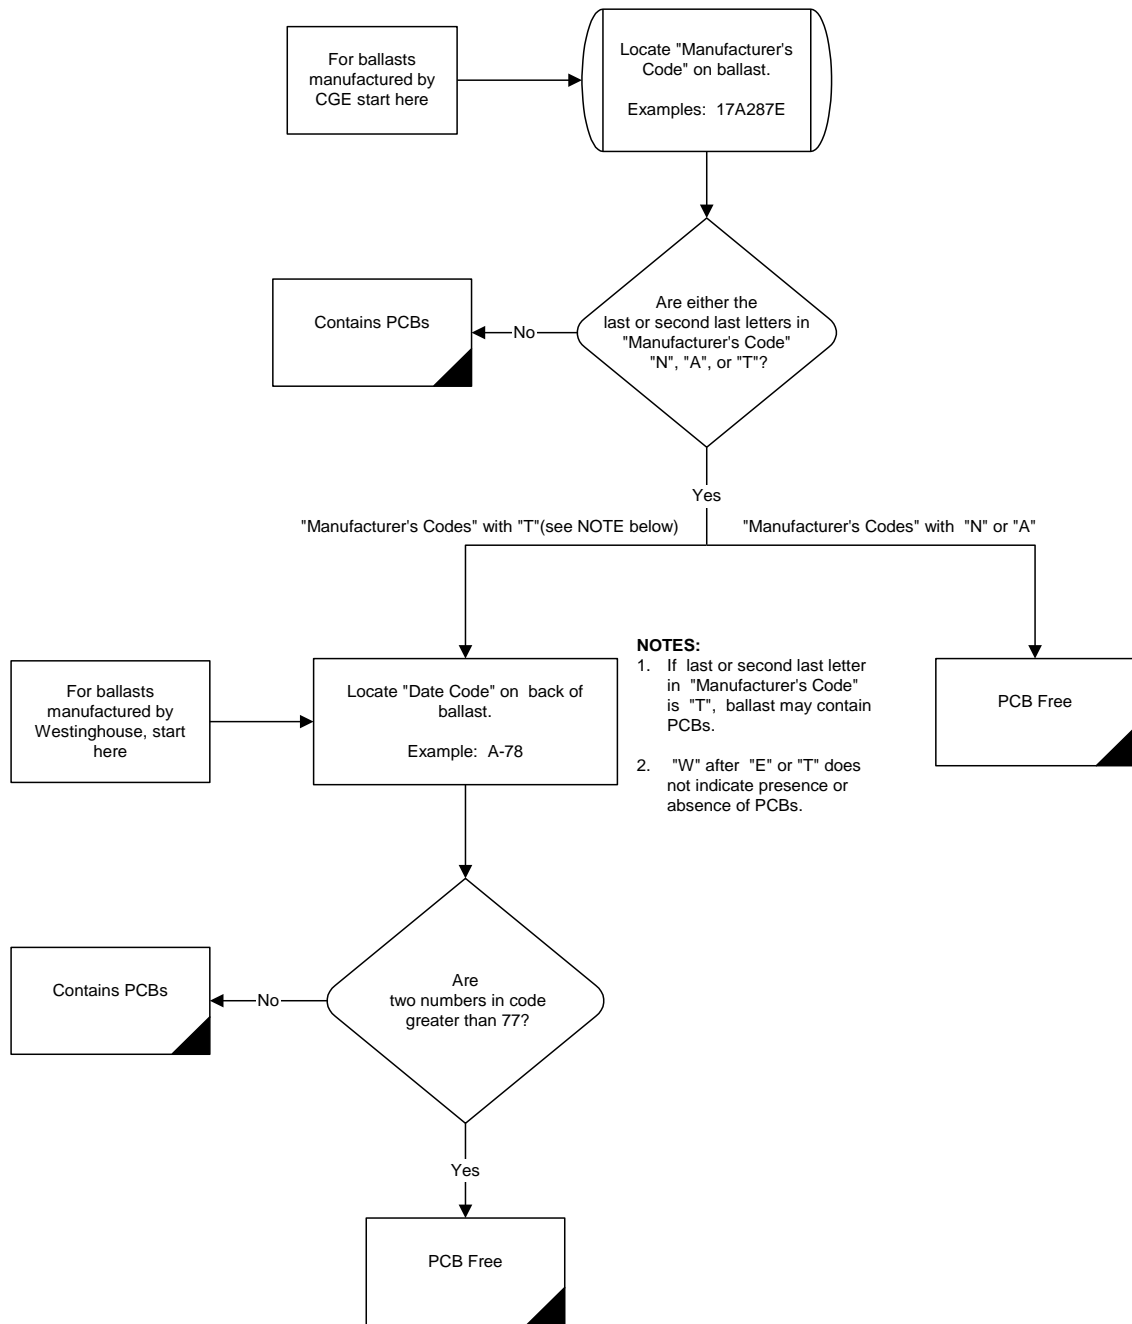 For ballasts
manufactured by
CGE start here
Locate "Manufacturer's
Code" on ballast.
Examples: 17A287E
Are either the
last or second last letters in
"Manufacturer's Code"
"N", "A", or "T"?
No
Contains PCBs
Yes
"Manufacturer's Codes" with "T"(see NOTE below)
"Manufacturer's Codes" with "N" or "A"
For ballasts
manufactured by
Westinghouse, start
here
Locate "Date Code" on back of
ballast.
Example: A-78
NOTES:
1. If last or second last letter
in "Manufacturer's Code"
is "T", ballast may contain
PCBs.
2. "W" after "E" or "T" does
not indicate presence or
absence of PCBs.
PCB Free
Are
two numbers in code
greater than 77?
No
Contains PCBs
Yes
PCB Free